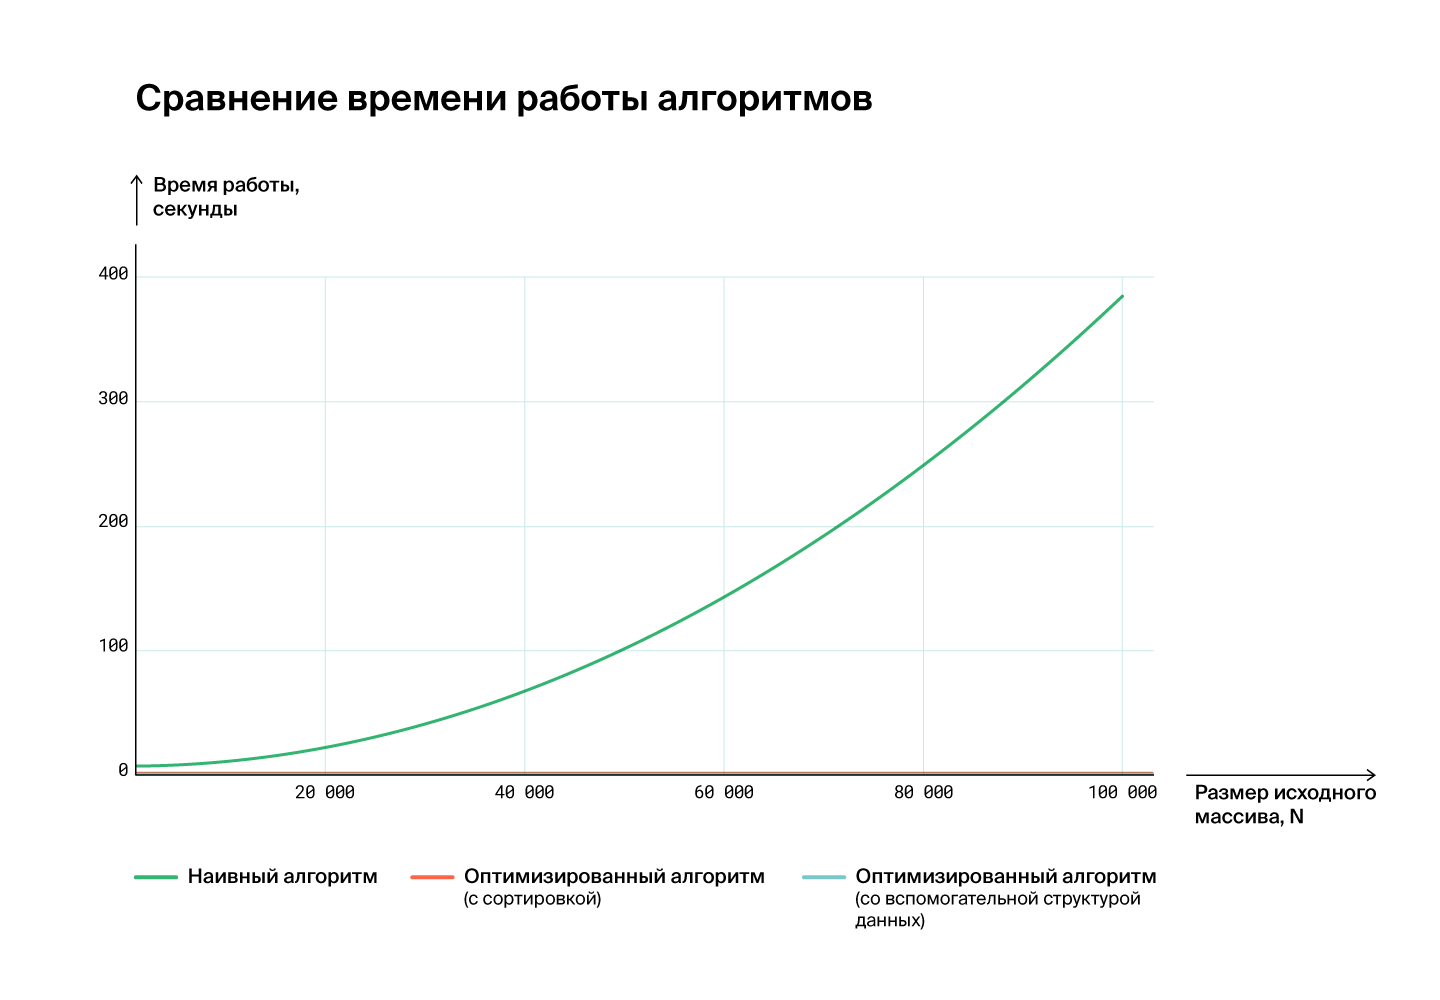 Сравнение времени работы алгоритмов
Время работы,
секунды
400
300
200
100
0
20 000
40 000
60 000
80 000
100 000
Размер исходного
массива, N
Наивный алгоритм
Оптимизированный алгоритм
(с сортировкой)
Оптимизированный алгоритм
(со вспомогательной структурой
данных)